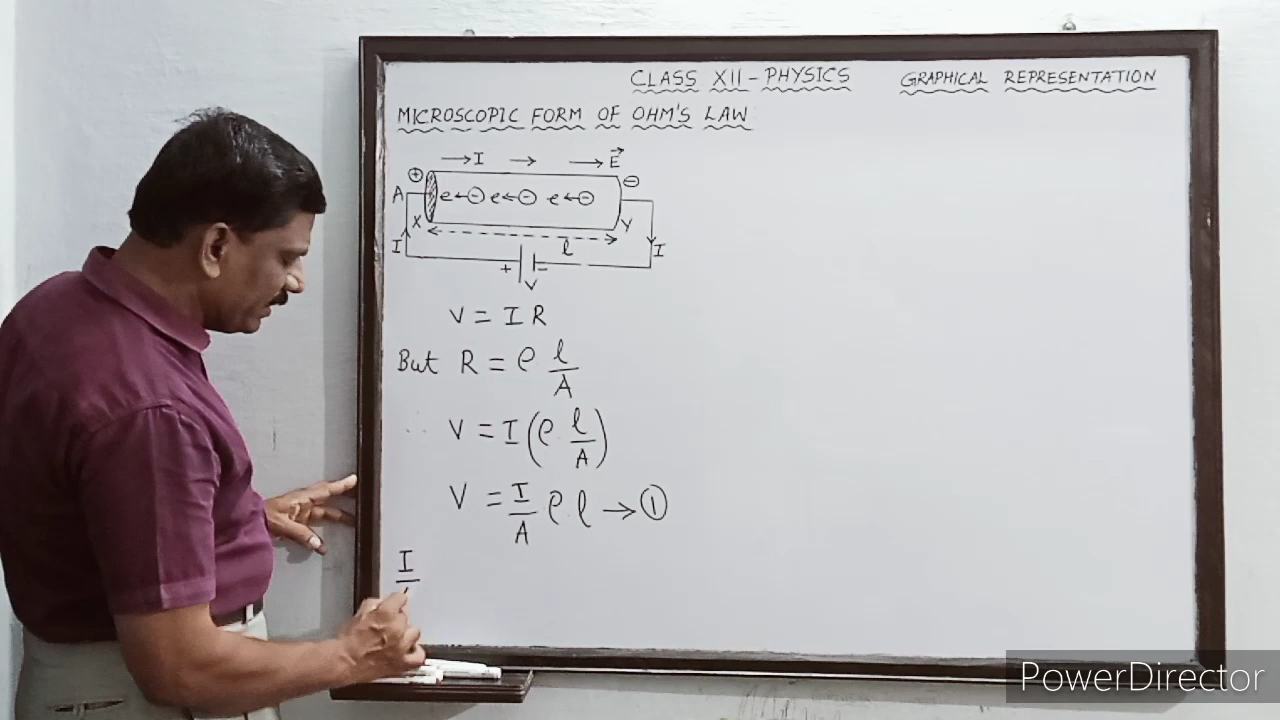 CLASS XII - PHYSICS GRAPHICAL REPRESENTATION
MICROSCOPIC FORM OF OHM'S LAW
→I → → E⃗
⊕ ⊖
A e←⊖ e←⊖ e←⊖
X Y
I l I
+ -
V
V = I R
But R = ρ l/A
∴ V = I (ρ l/A)
V = I/A ρ l → ①
I
PowerDirector